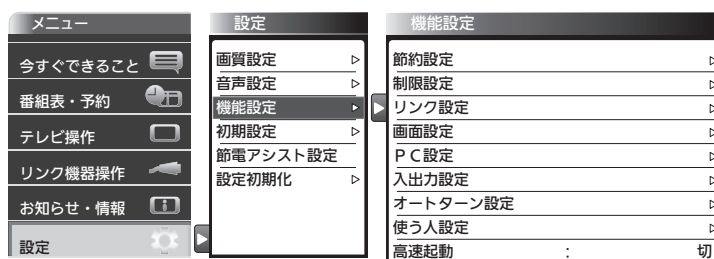 メニュー
今すぐできること
番組表・予約
テレビ操作
リンク機器操作
お知らせ・情報
設定
設定
画質設定
音声設定
機能設定
初期設定
節電アシスト設定
設定初期化
機能設定
節約設定
制限設定
リンク設定
画面設定
ＰＣ設定
入出力設定
オートターン設定
使う人設定
高速起動 : 切